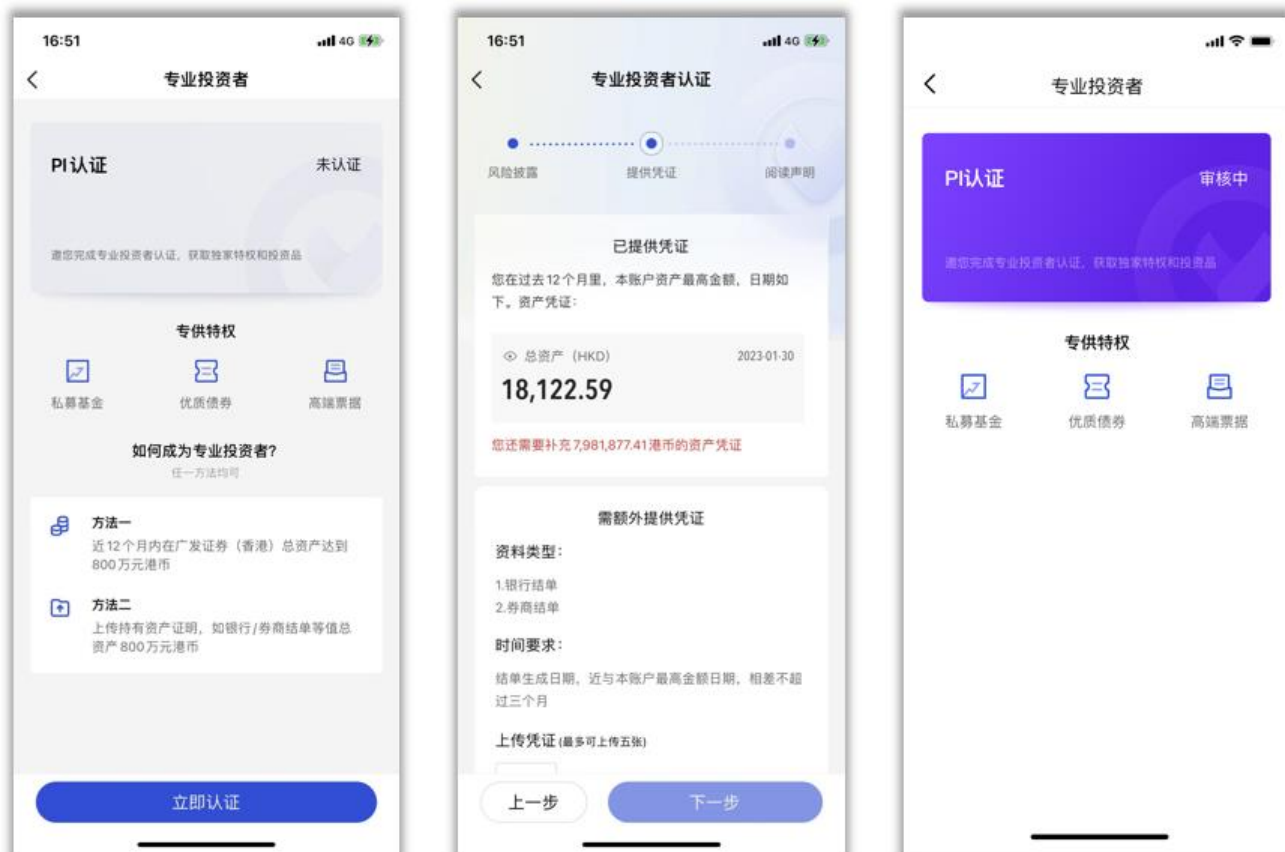 16:51
4G
专业投资者
PI认证
未认证
邀您完成专业投资者认证，获取独家特权和投资品
专供特权
私募基金
优质债券
高端票据
如何成为专业投资者?
任一方法均可
方法一
近12个月内在广发证券（香港）总资产达到
800万元港币
方法二
上传持有资产证明，如银行/券商结单等值总
资产800万元港币
立即认证
16:51
4G
专业投资者认证
风险披露
提供凭证
阅读声明
已提供凭证
您在过去12个月里，本账户资产最高金额，日期如
下。资产凭证：
总资产（HKD）
2023-01-30
18,122.59
您还需要补充7,981,877.41港币的资产凭证
需额外提供凭证
资料类型：
1.银行结单
2.券商结单
时间要求：
结单生成日期，近与本账户最高金额日期，相差不超
过三个月
上传凭证(最多可上传五张)
上一步
下一步
专业投资者
PI认证
审核中
邀您完成专业投资者认证，获取独家特权和投资品
专供特权
私募基金
优质债券
高端票据